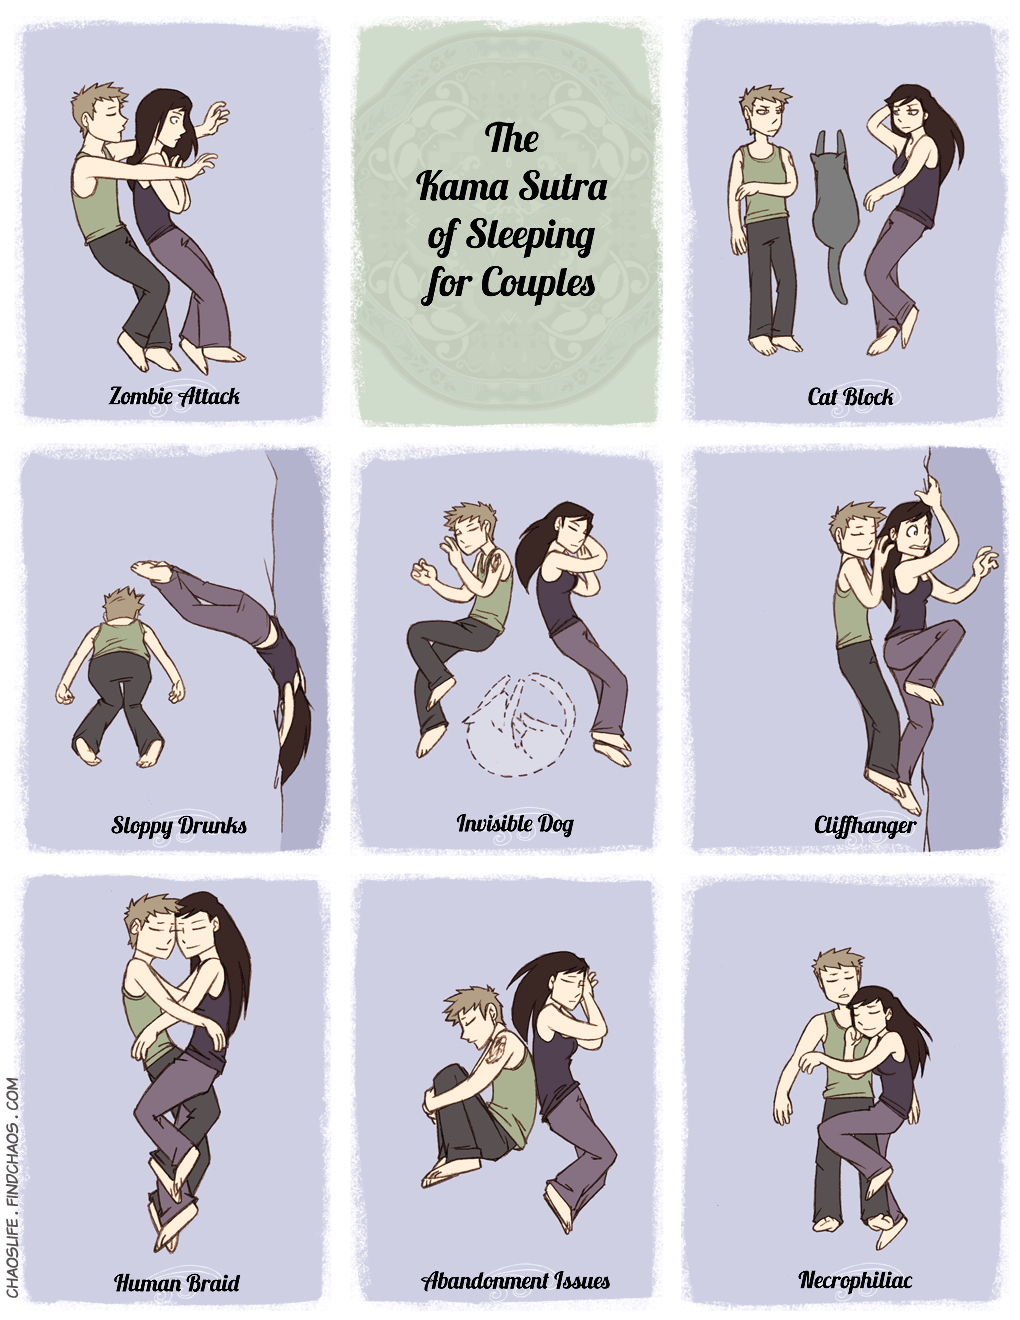 The
Kama Sutra
of Sleeping
for Couples
Zombie Attack
Cat Block
Sloppy Drunks
Invisible Dog
Cliffhanger
Human Braid
Abandonment Issues
Necrophiliac
CHAOSLIFE.FINDCHAOS.COM